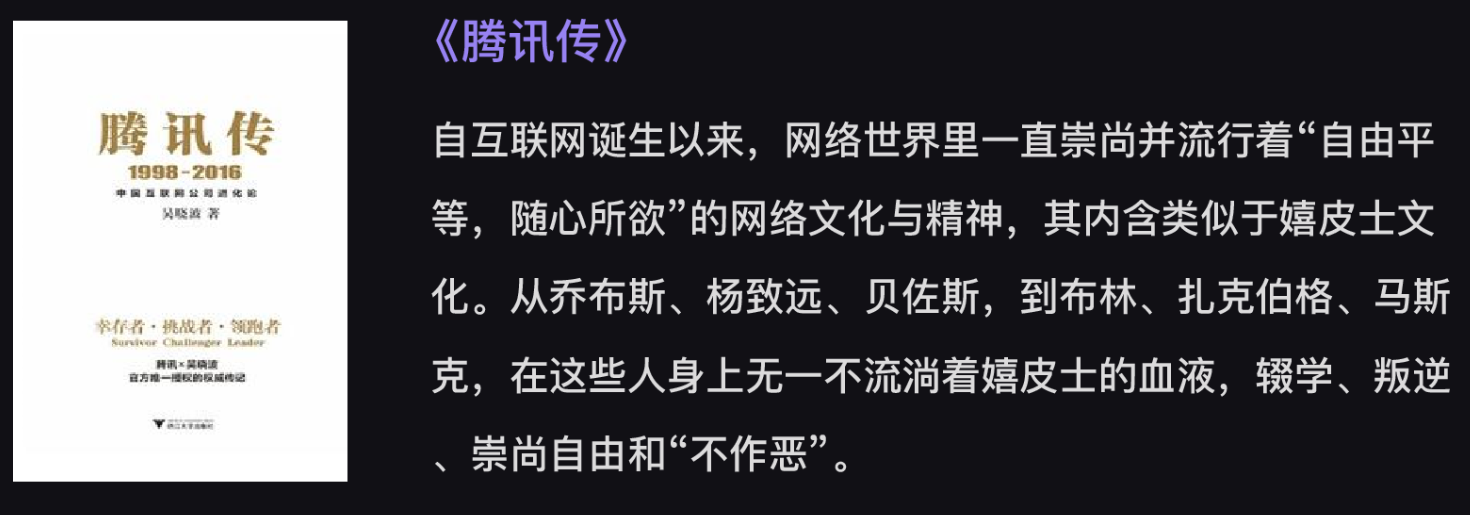 腾讯传
1998-2016
中国互联网公司进化论
吴晓波 著
幸存者·挑战者·领跑者
Survivor Challenger Leader
腾讯×吴晓波
官方唯一授权的权威传记
浙江大学出版社
《腾讯传》
自互联网诞生以来，网络世界里一直崇尚并流行着“自由平
等，随心所欲”的网络文化与精神，其内含类似于嬉皮士文
化。从乔布斯、杨致远、贝佐斯，到布林、扎克伯格、马斯
克，在这些人身上无一不流淌着嬉皮士的血液，辍学、叛逆
、崇尚自由和“不作恶”。